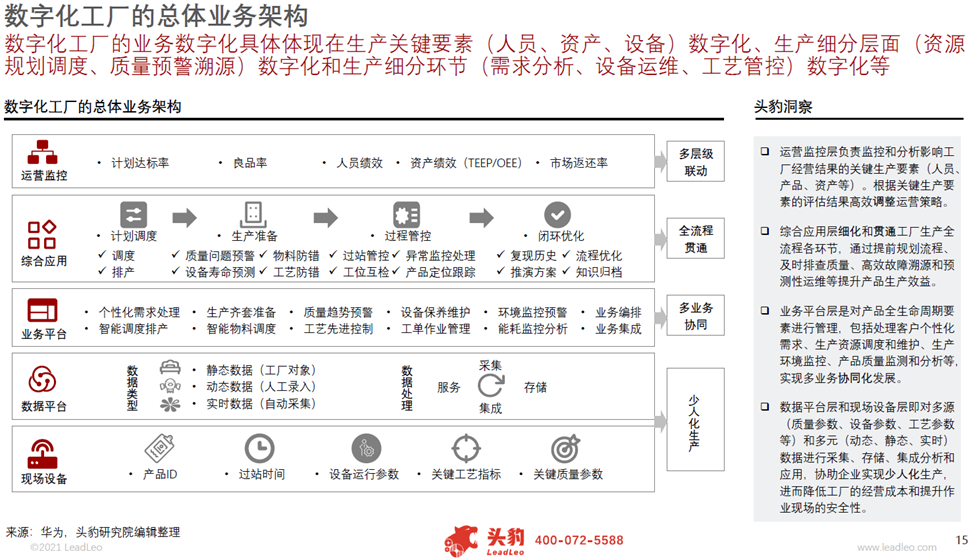 数字化工厂的总体业务架构
数字化工厂的业务数字化具体体现在生产关键要素（人员、资产、设备）数字化、生产细分层面（资源
规划调度、质量预警溯源）数字化和生产细分环节（需求分析、设备运维、工艺管控）数字化等
数字化工厂的总体业务架构
运营监控
• 计划达标率 • 良品率 • 人员绩效 • 资产绩效（TEEP/OEE） • 市场返还率
多层级
联动
综合应用
• 计划调度 • 生产准备 • 过程管控 • 闭环优化
✓ 调度 ✓ 质量问题预警 ✓ 物料防错 ✓ 过站管控 ✓ 异常监控处理 ✓ 复现历史 ✓ 流程优化
✓ 排产 ✓ 设备寿命预测 ✓ 工艺防错 ✓ 工位互检 ✓ 产品定位跟踪 ✓ 推演方案 ✓ 知识归档
全流程
贯通
业务平台
• 个性化需求处理 • 生产齐套准备 • 质量趋势预警 • 设备保养维护 • 环境监控预警 • 业务编排
• 智能调度排产 • 智能物料调度 • 工艺先进控制 • 工单作业管理 • 能耗监控分析 • 业务集成
多业务
协同
数据平台
数据类型
• 静态数据（工厂对象）
• 动态数据（人工录入）
• 实时数据（自动采集）
数据处理
采集
服务 存储
集成
现场设备
• 产品ID • 过站时间 • 设备运行参数 • 关键工艺指标 • 关键质量参数
少人化生产
头豹洞察
❑ 运营监控层负责监控和分析影响工
厂经营结果的关键生产要素（人员、
产品、资产等）。根据关键生产要
素的评估结果高效调整运营策略。
❑ 综合应用层细化和贯通工厂生产全
流程各环节，通过提前规划流程、
及时排查质量、高效故障溯源和预
测性运维等提升产品生产效益。
❑ 业务平台层是对产品全生命周期要
素进行管理，包括处理客户个性化
需求、生产资源调度和维护、生产
环境监控、产品质量监测和分析等，
实现多业务协同化发展。
❑ 数据平台层和现场设备层即对多源
（质量参数、设备参数、工艺参数
等）和多元（动态、静态、实时）
数据进行采集、存储、集成分析和
应用，协助企业实现少人化生产，
进而降低工厂的经营成本和提升作
业现场的安全性。
来源：华为，头豹研究院编辑整理
©2021 LeadLeo
头豹
LeadLeo
400-072-5588
www.leadleo.com
15